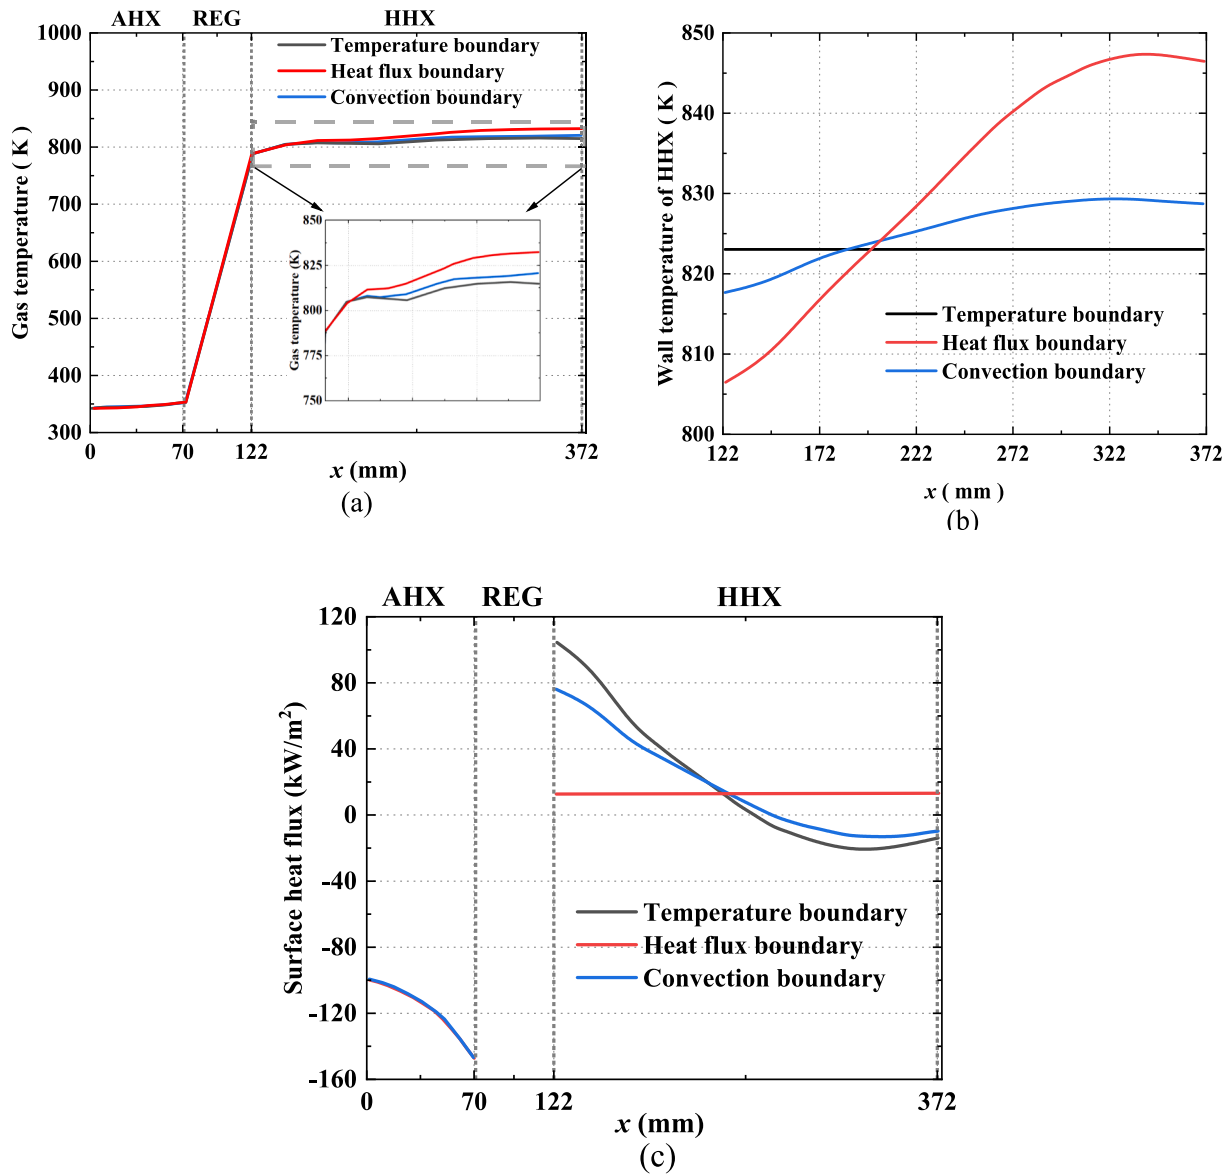 AHX REG HHX
1000
900
800
700
600
500
400
300
Gas temperature ( K )
Temperature boundary
Heat flux boundary
Convection boundary
850
825
800
775
750
Gas temperature (K)
0 70 122 372
x (mm)
(a)
850
840
830
820
810
800
Wall temperature of HHX ( K )
Temperature boundary
Heat flux boundary
Convection boundary
122 172 222 272 322 372
x ( mm )
(b)
AHX REG HHX
120
80
40
0
-40
-80
-120
-160
Surface heat flux (kW/m²)
Temperature boundary
Heat flux boundary
Convection boundary
0 70 122 372
x (mm)
(c)